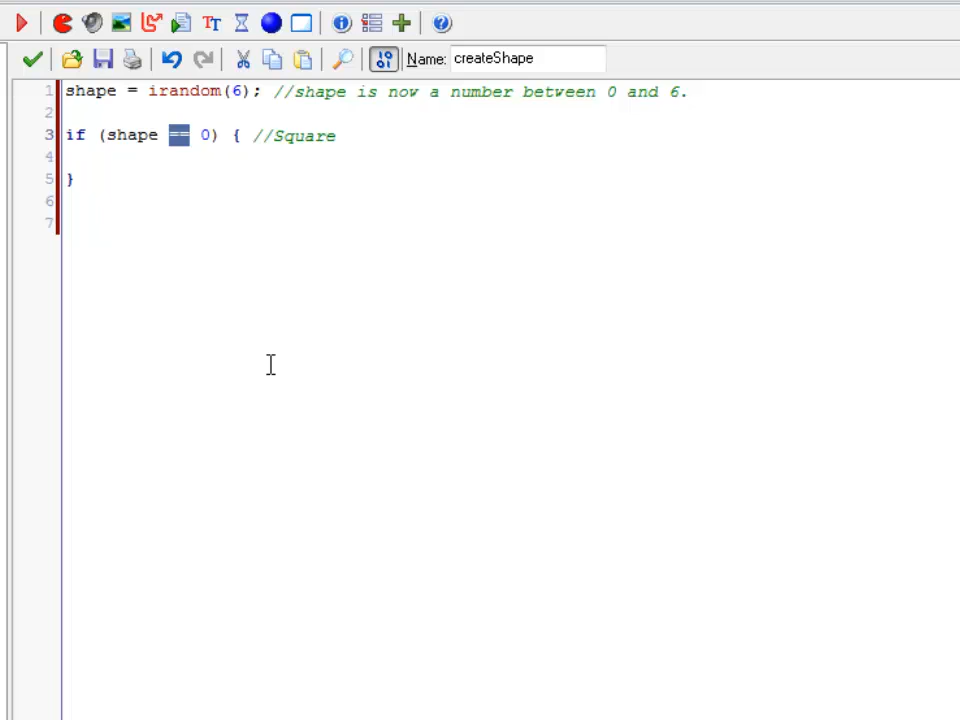 TT
Name: createShape
1 shape = irandom(6); //shape is now a number between 0 and 6.
2
3 if (shape == 0) { //Square
4
5 }
6
7